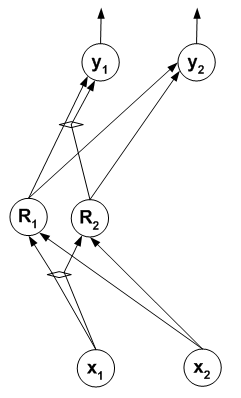 y₁ y₂
R₁ R₂
x₁ x₂